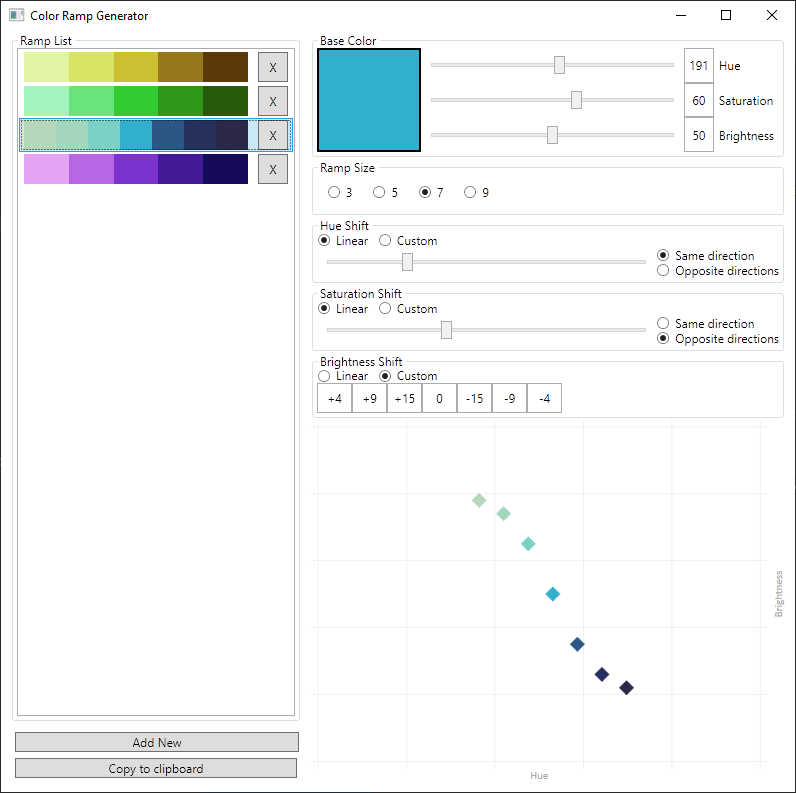 Color Ramp Generator
Ramp List
X
X
X
X
Add New
Copy to clipboard
Base Color
191 Hue
60 Saturation
50 Brightness
Ramp Size
3 5 7 9
Hue Shift
Linear Custom
Same direction
Opposite directions
Saturation Shift
Linear Custom
Same direction
Opposite directions
Brightness Shift
Linear Custom
+4 +9 +15 0 -15 -9 -4
Brightness
Hue